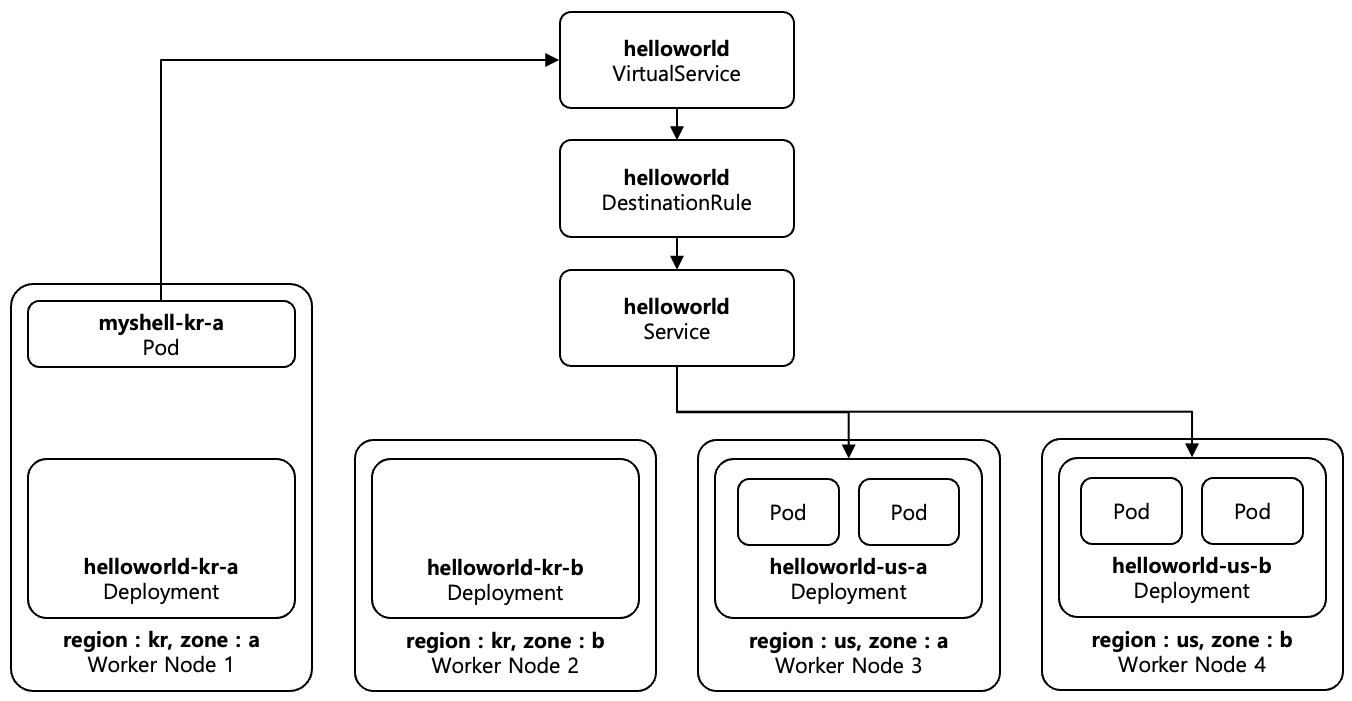 helloworld
VirtualService
helloworld
DestinationRule
helloworld
Service
myshell-kr-a
Pod
helloworld-kr-a
Deployment
region : kr, zone : a
Worker Node 1
helloworld-kr-b
Deployment
region : kr, zone : b
Worker Node 2
Pod
Pod
helloworld-us-a
Deployment
region : us, zone : a
Worker Node 3
Pod
Pod
helloworld-us-b
Deployment
region : us, zone : b
Worker Node 4